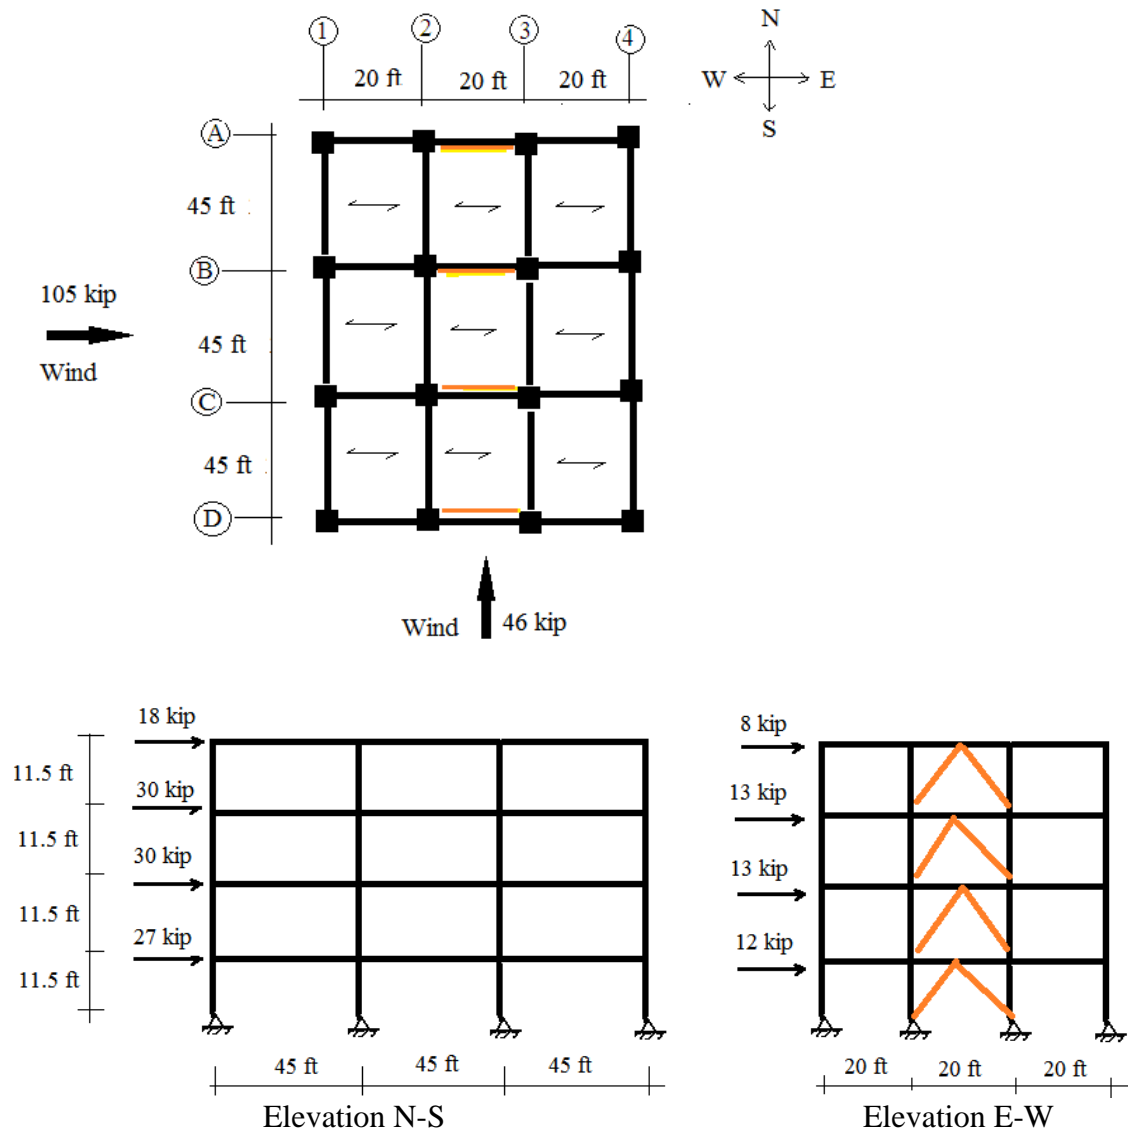 1 2 3 4
20 ft 20 ft 20 ft
N
W E
S
A
45 ft
B
105 kip
45 ft
Wind
C
45 ft
D
Wind 46 kip
18 kip
11.5 ft
30 kip
11.5 ft
30 kip
11.5 ft
27 kip
11.5 ft
45 ft 45 ft 45 ft
Elevation N-S
8 kip
13 kip
13 kip
12 kip
20 ft 20 ft 20 ft
Elevation E-W